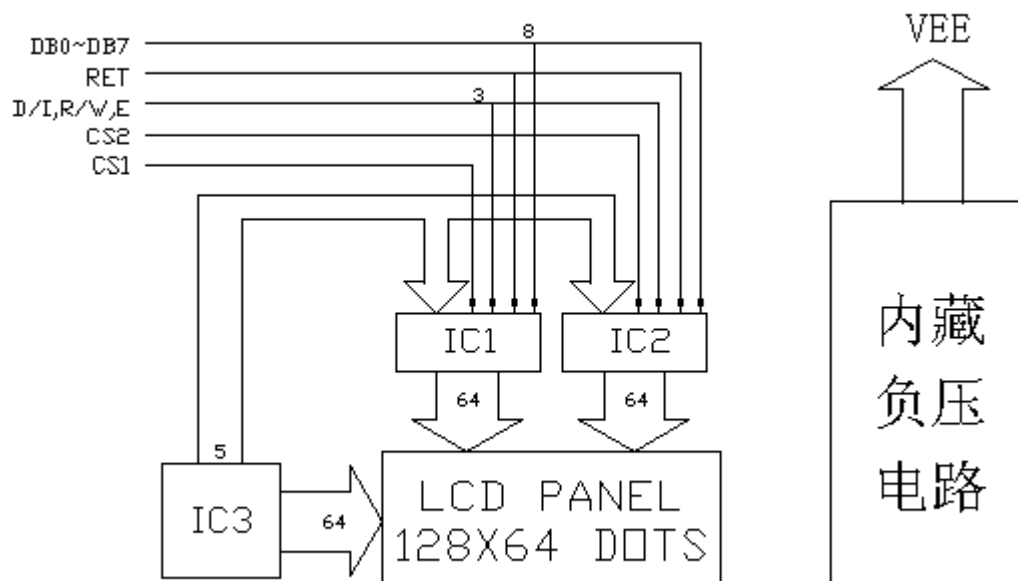 DB0~DB7
RET
D/I,R/W,E
CS2
CS1
8
3
IC1
IC2
64
64
5
IC3
64
LCD PANEL
128X64 DOTS
VEE
内藏
负压
电路